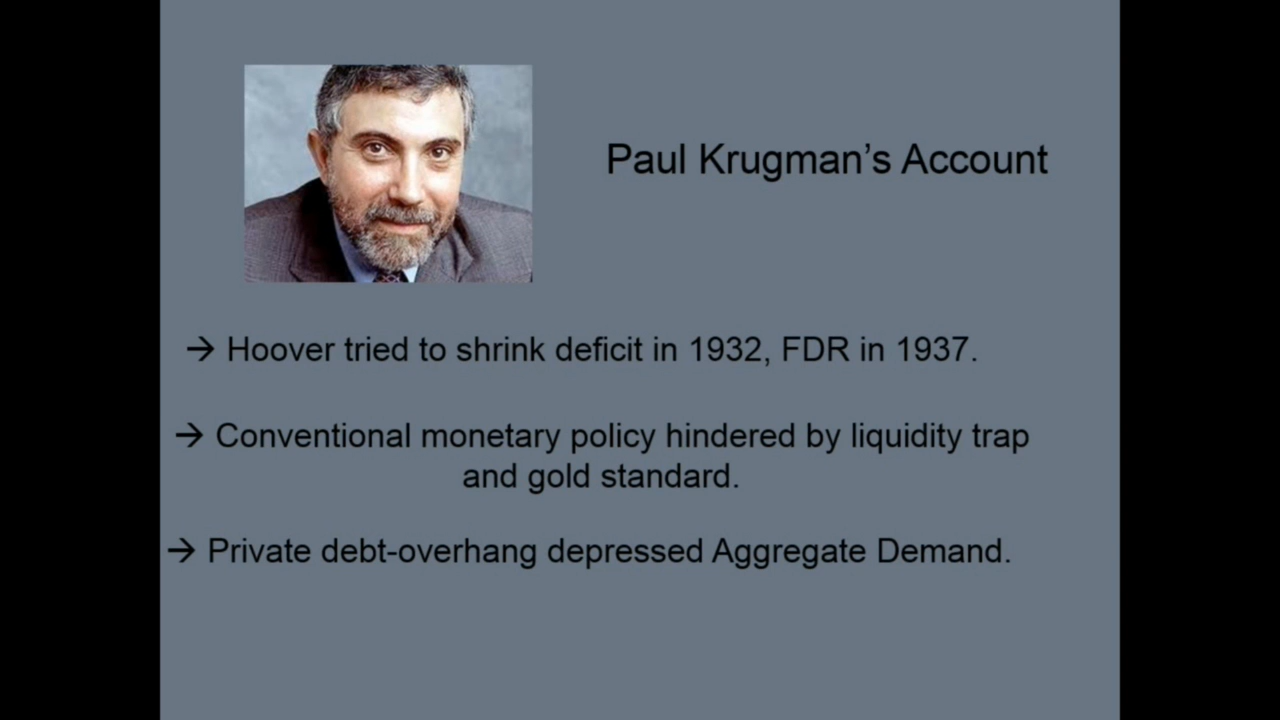 Paul Krugman’s Account
→ Hoover tried to shrink deficit in 1932, FDR in 1937.
→ Conventional monetary policy hindered by liquidity trap
and gold standard.
→ Private debt-overhang depressed Aggregate Demand.